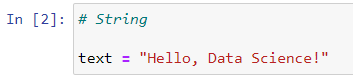 In [2]: # String
text = "Hello, Data Science!"